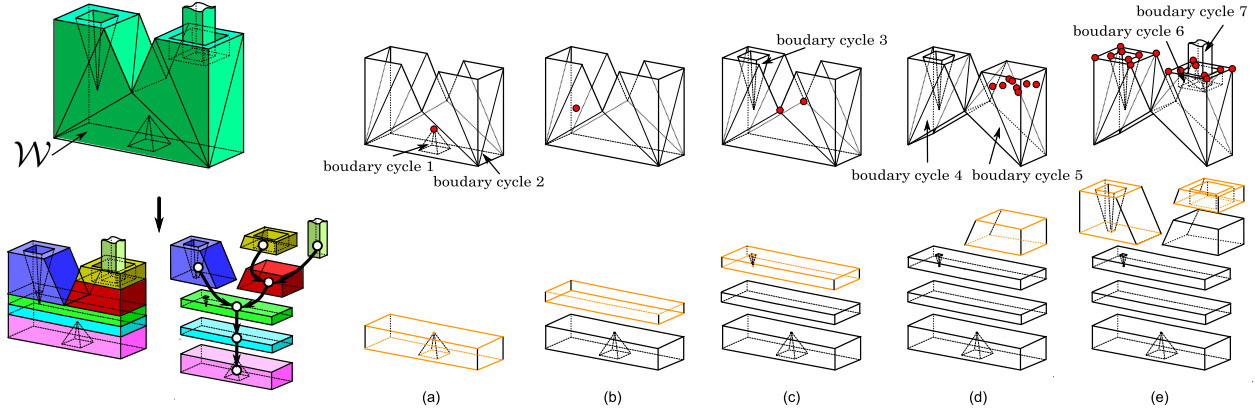 W
boudary cycle 1
boudary cycle 2
boudary cycle 3
boudary cycle 4
boudary cycle 5
boudary cycle 6
boudary cycle 7
(a)
(b)
(c)
(d)
(e)